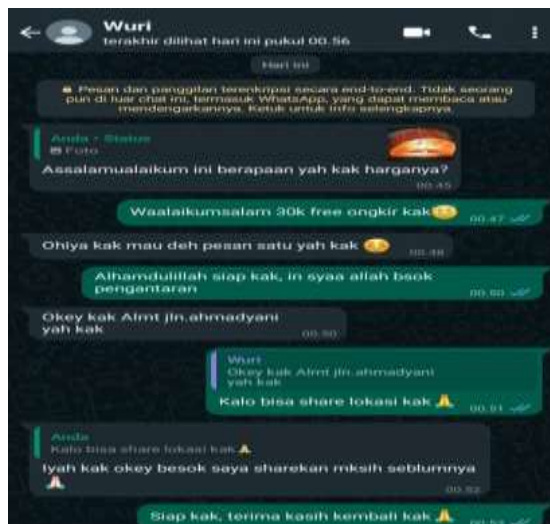 Wuri
terakhir dilihat hari ini pukul 00.56
Hari ini
Pesan dan panggilan terenkripsi secara end-to-end. Tidak seorang
pun di luar chat ini, termasuk WhatsApp, yang dapat membaca atau
mendengarkannya. Ketuk untuk info selengkapnya.
Anda • Status
Foto
Assalamualaikum ini berapaan yah kak harganya?
00.45
Waalaikumsalam 30k free ongkir kak
00.47
Ohiya kak mau deh pesan satu yah kak
00.48
Alhamdulillah siap kak, in syaa allah bsok
pengantaran
00.50
Okey kak Almt jln.ahmadyani
yah kak
00.50
Wuri
Okey kak Almt jln.ahmadyani
yah kak
Kalo bisa share lokasi kak
00.51
Anda
Kalo bisa share lokasi kak
Iyah kak okey besok saya sharekan mksih seblumnya
00.52
Siap kak, terima kasih kembali kak